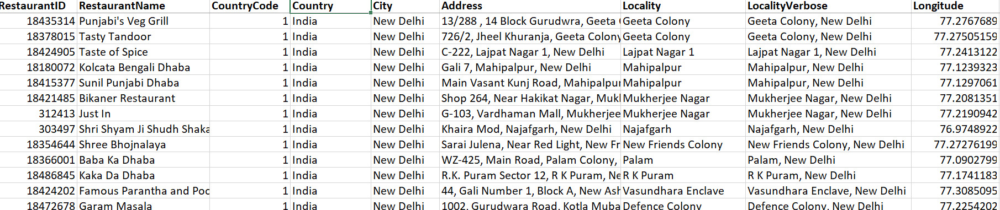 RestaurantID RestaurantName CountryCode Country City Address Locality LocalityVerbose Longitude
18435314 Punjabi's Veg Grill 1 India New Delhi 13/288 , 14 Block Gurudwra, Geeta Geeta Colony Geeta Colony, New Delhi 77.2767689
18378015 Tasty Tandoor 1 India New Delhi 726/2, Jheel Khuranja, Geeta Colony Geeta Colony Geeta Colony, New Delhi 77.27505159
18424905 Taste of Spice 1 India New Delhi C-222, Lajpat Nagar 1, New Delhi Lajpat Nagar 1 Lajpat Nagar 1, New Delhi 77.2413122
18180072 Kolcata Bengali Dhaba 1 India New Delhi Gali 7, Mahipalpur, New Delhi Mahipalpur Mahipalpur, New Delhi 77.1239323
18415377 Sunil Punjabi Dhaba 1 India New Delhi Main Vasant Kunj Road, Mahipalpur Mahipalpur Mahipalpur, New Delhi 77.1297061
18421485 Bikaner Restaurant 1 India New Delhi Shop 264, Near Hakikat Nagar, Muk Mukherjee Nagar Mukherjee Nagar, New Delhi 77.2081351
312413 Just In 1 India New Delhi G-103, Vardhaman Mall, Mukherjee Mukherjee Nagar Mukherjee Nagar, New Delhi 77.2190942
303497 Shri Shyam Ji Shudh Shaka 1 India New Delhi Khaira Mod, Najafgarh, New Delhi Najafgarh Najafgarh, New Delhi 76.9748922
18354644 Shree Bhojnalaya 1 India New Delhi Sarai Julena, Near Red Light, New Fr New Friends Colony New Friends Colony, New Delhi 77.27276199
18366001 Baba Ka Dhaba 1 India New Delhi WZ-425, Main Road, Palam Colony, Palam Palam, New Delhi 77.0902799
18486845 Kaka Da Dhaba 1 India New Delhi R.K. Puram Sector 12, R K Puram, Ne R K Puram R K Puram, New Delhi 77.1741183
18424202 Famous Parantha and Poo 1 India New Delhi 44, Gali Number 1, Block A, New Ash Vasundhara Enclave Vasundhara Enclave, New Delhi 77.3085095
18472678 Garam Masala 1 India New Delhi 1002, Gurudwara Road, Kotla Muba Defence Colony Defence Colony, New Delhi 77.2254202